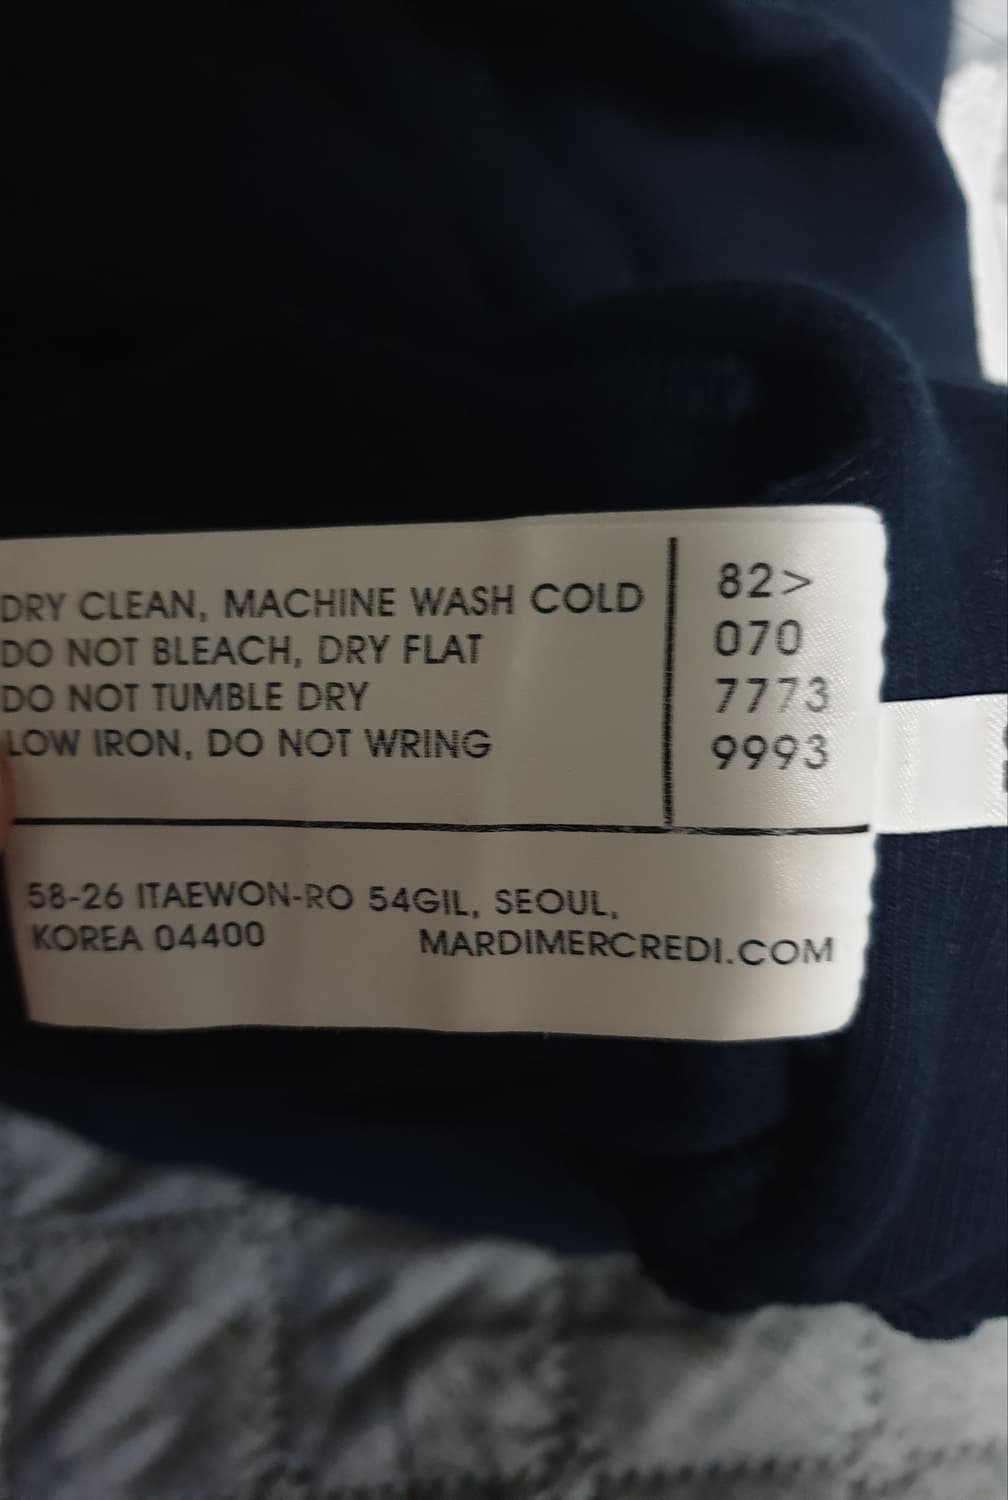 DRY CLEAN, MACHINE WASH COLD
DO NOT BLEACH, DRY FLAT
DO NOT TUMBLE DRY
LOW IRON, DO NOT WRING
82>
070
7773
9993
58-26 ITAEWON-RO 54GIL, SEOUL,
KOREA 04400
MARDIMERCREDI.COM